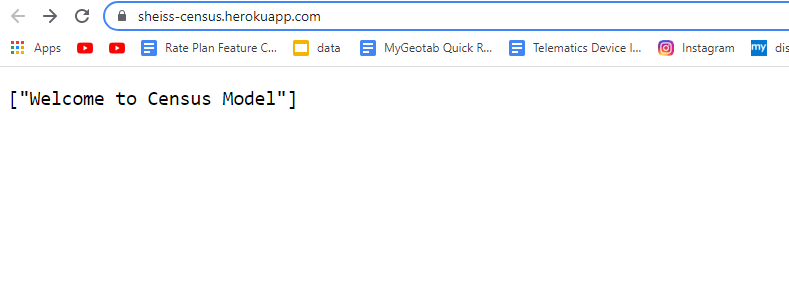 sheiss-census.herokuapp.com
Apps Rate Plan Feature C... data MyGeotab Quick R... Telematics Device I... Instagram my dis
["Welcome to Census Model"]